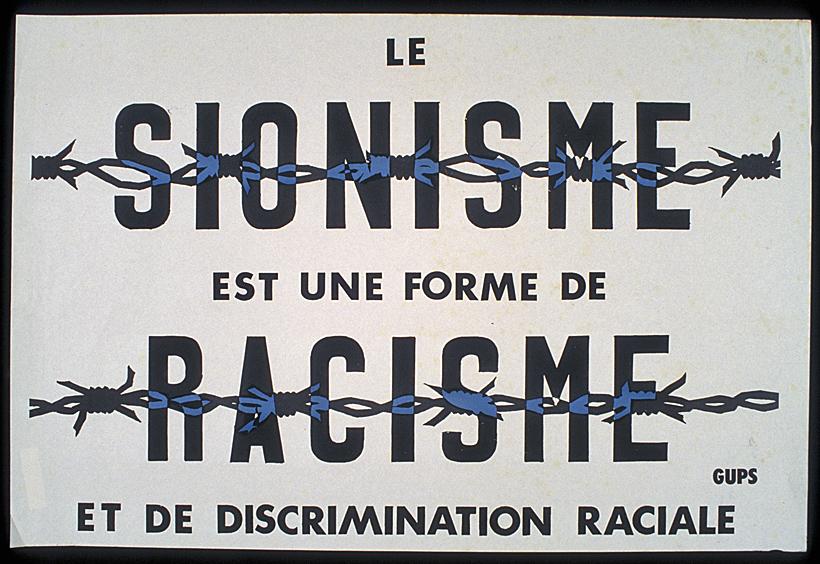 LE
SIONISME
EST UNE FORME DE
RACISME
GUPS
ET DE DISCRIMINATION RACIALE